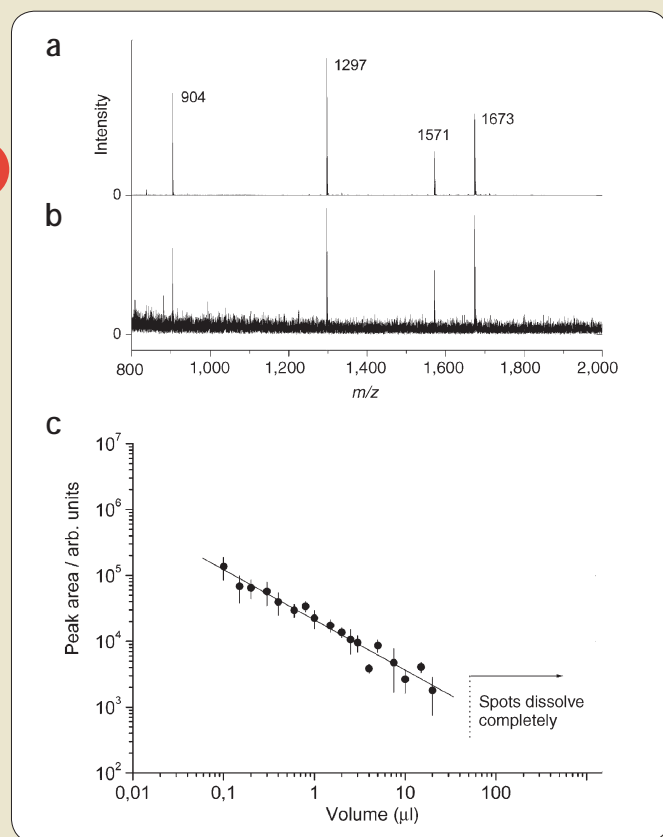 a
1297
904
1673
1571
Intensity
0
b
0
800 1,000 1,200 1,400 1,600 1,800 2,000
m/z
c
10⁷
10⁶
10⁵
10⁴
10³
10²
Peak area / arb. units
Spots dissolve
completely
0,01 0,1 1 10 100
Volume (µl)